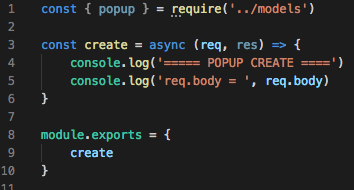 1 const { popup } = require('../models')
2
3 const create = async (req, res) => {
4 console.log('===== POPUP CREATE ====')
5 console.log('req.body = ', req.body)
6 }
7
8 module.exports = {
9 create
10 }
11